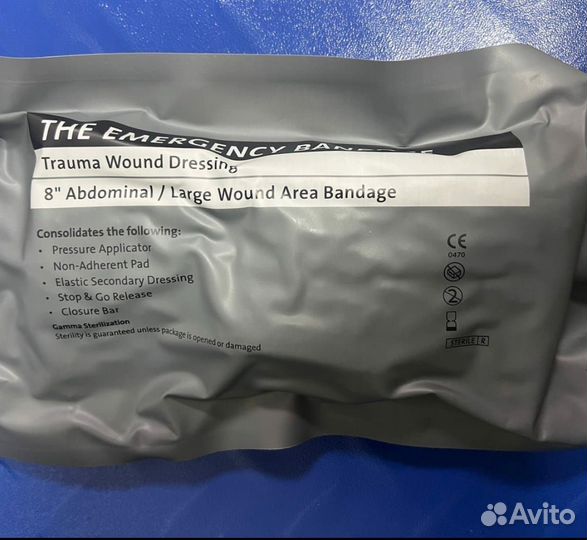 THE EMERGENCY BANDAGE
Trauma Wound Dressing
8" Abdominal / Large Wound Area Bandage
Consolidates the following:
• Pressure Applicator
• Non-Adherent Pad
• Elastic Secondary Dressing
• Stop & Go Release
• Closure Bar
Gamma Sterilization
Sterility is guaranteed unless package is opened or damaged
CE
0470
2
STERILE R
Avito